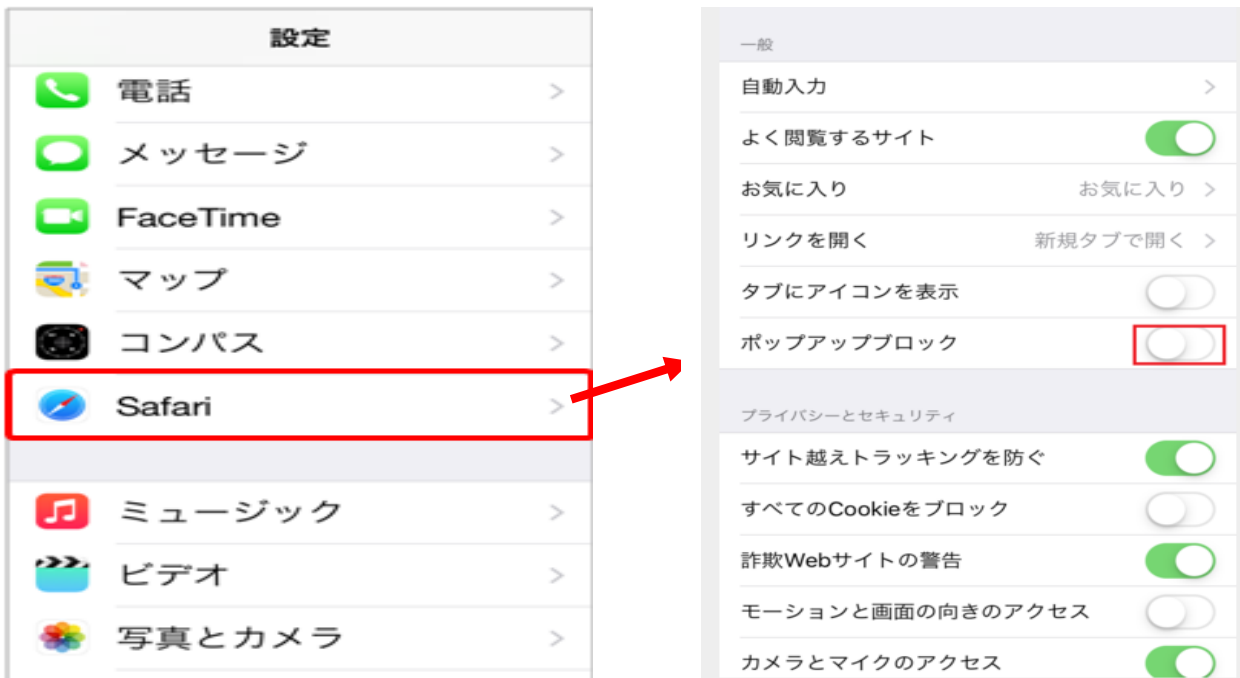 設定
電話
メッセージ
FaceTime
マップ
コンパス
Safari
ミュージック
ビデオ
写真とカメラ
一般
自動入力
よく閲覧するサイト
お気に入り お気に入り
リンクを開く 新規タブで開く
タブにアイコンを表示
ポップアップブロック
プライバシーとセキュリティ
サイト越えトラッキングを防ぐ
すべてのCookieをブロック
詐欺Webサイトの警告
モーションと画面の向きのアクセス
カメラとマイクのアクセス